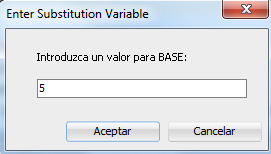 Enter Substitution Variable
Introduzca un valor para BASE:
5
Aceptar
Cancelar